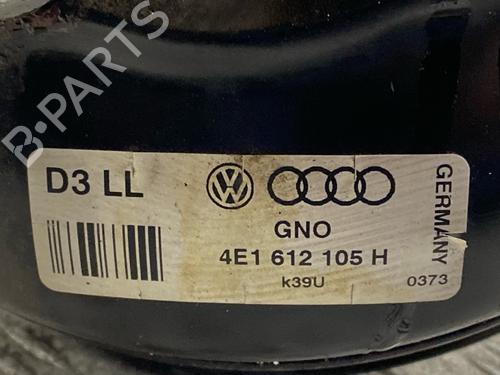 B-PARTS
D3 LL
GNO
4E1 612 105 H
k39U
0373
GERMANY